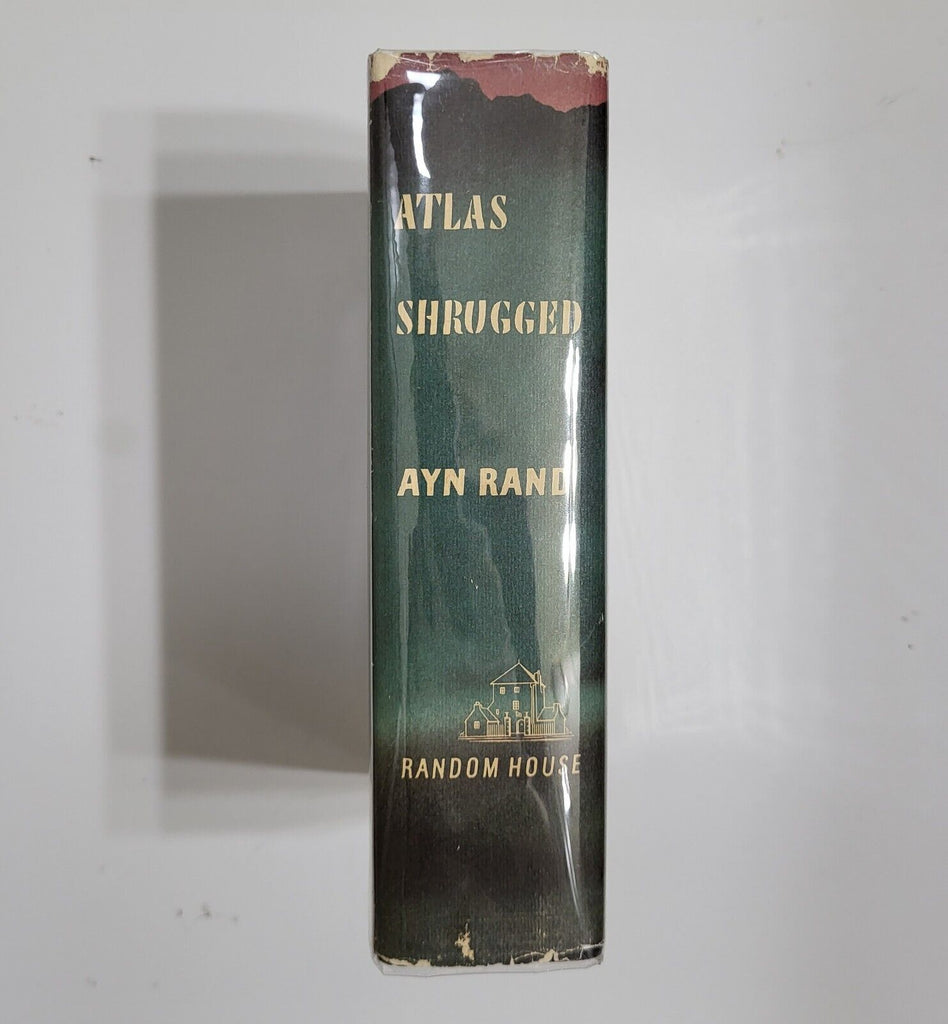 ATLAS
SHRUGGED
AYN RAND
RANDOM HOUSE